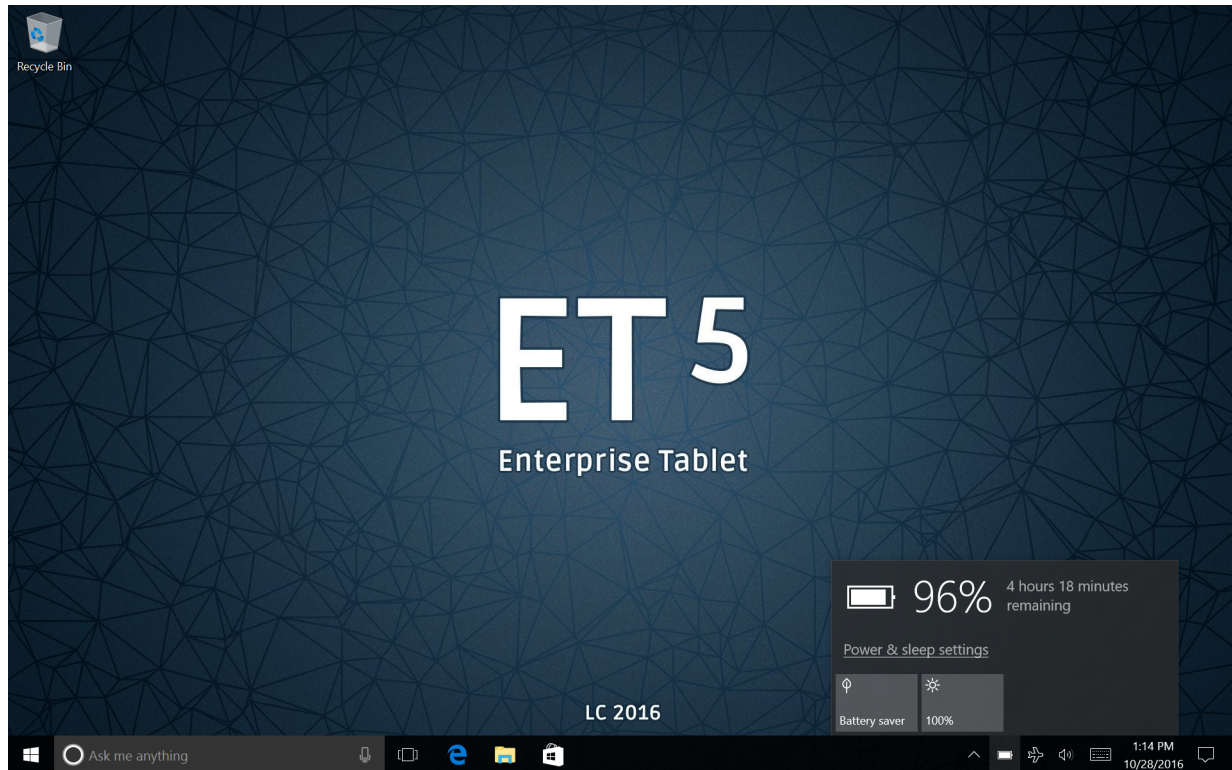 Recycle Bin
ET 5
Enterprise Tablet
96%
4 hours 18 minutes
remaining
Power & sleep settings
Battery saver
100%
LC 2016
Ask me anything
1:14 PM
10/28/2016